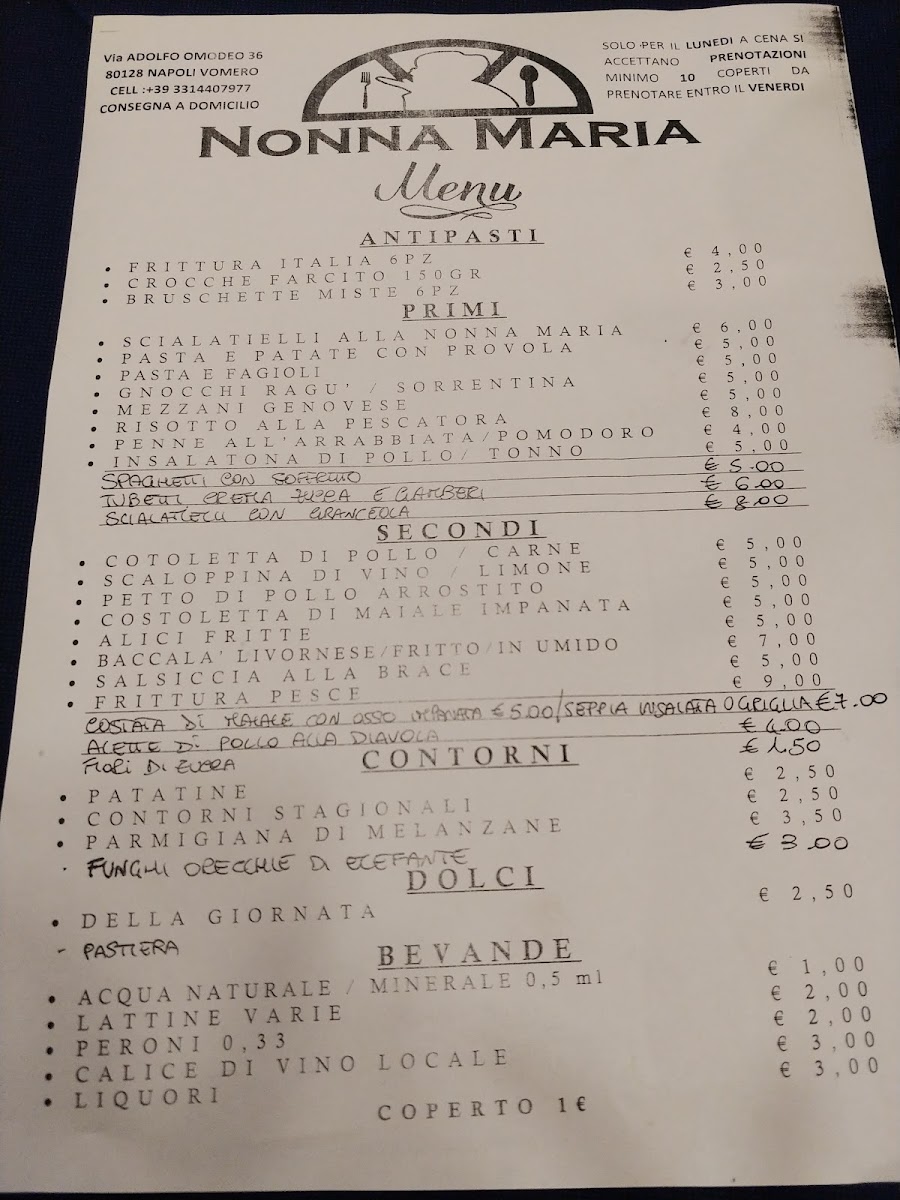 Via ADOLFO OMODEO 36
80128 NAPOLI VOMERO
CELL :+39 3314407977
CONSEGNA A DOMICILIO
SOLO PER IL LUNEDI A CENA SI
ACCETTANO PRENOTAZIONI
MINIMO 10 COPERTI DA
PRENOTARE ENTRO IL VENERDI
NONNA MARIA
Menu
ANTIPASTI
• FRITTURA ITALIA 6PZ € 4,00
• CROCCHE FARCITO 150GR € 2,50
• BRUSCHETTE MISTE 6PZ € 3,00
PRIMI
• SCIALATIELLI ALLA NONNA MARIA € 6,00
• PASTA E PATATE CON PROVOLA € 5,00
• PASTA E FAGIOLI € 5,00
• GNOCCHI RAGU' / SORRENTINA € 5,00
• MEZZANI GENOVESE € 5,00
• RISOTTO ALLA PESCATORA € 8,00
• PENNE ALL'ARRABBIATA/POMODORO € 4,00
• INSALATONA DI POLLO/ TONNO € 5,00
SPAGHETTI CON SOFFRITTO € 5.00
TUBETTI CREMA ZUCCA E GAMBERI € 6.00
SCIALATIELLI CON GRANCEOLA € 8.00
SECONDI
• COTOLETTA DI POLLO / CARNE € 5,00
• SCALOPPINA DI VINO / LIMONE € 5,00
• PETTO DI POLLO ARROSTITO € 5,00
• COSTOLETTA DI MAIALE IMPANATA € 5,00
• ALICI FRITTE € 5,00
• BACCALA' LIVORNESE/FRITTO/IN UMIDO € 7,00
• SALSICCIA ALLA BRACE € 5,00
• FRITTURA PESCE € 9,00
COSTATA DI MAIALE CON OSSO IMPANATA € 5.00/SEPPIA INSALATA O GRIGLIA € 7.00
ALETTE DI POLLO ALLA DIAVOLA € 4.00
FIORI DI ZUCCA € 1.50
CONTORNI
• PATATINE € 2,50
• CONTORNI STAGIONALI € 2,50
• PARMIGIANA DI MELANZANE € 3,50
· FUNGHI ORECCHIE DI ELEFANTE € 3.00
DOLCI
• DELLA GIORNATA € 2,50
- PASTIERA
BEVANDE
• ACQUA NATURALE / MINERALE 0,5 ml € 1,00
• LATTINE VARIE € 2,00
• PERONI 0,33 € 2,00
• CALICE DI VINO LOCALE € 3,00
• LIQUORI € 3,00
COPERTO 1€